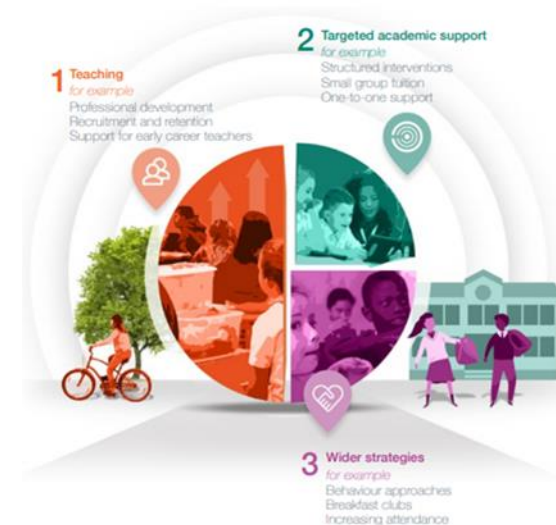 1 Teaching
for example
Professional development
Recruitment and retention
Support for early career teachers
2 Targeted academic support
for example
Structured interventions
Small group tuition
One-to-one support
3 Wider strategies
for example
Behaviour approaches
Breakfast clubs
Increasing attendance